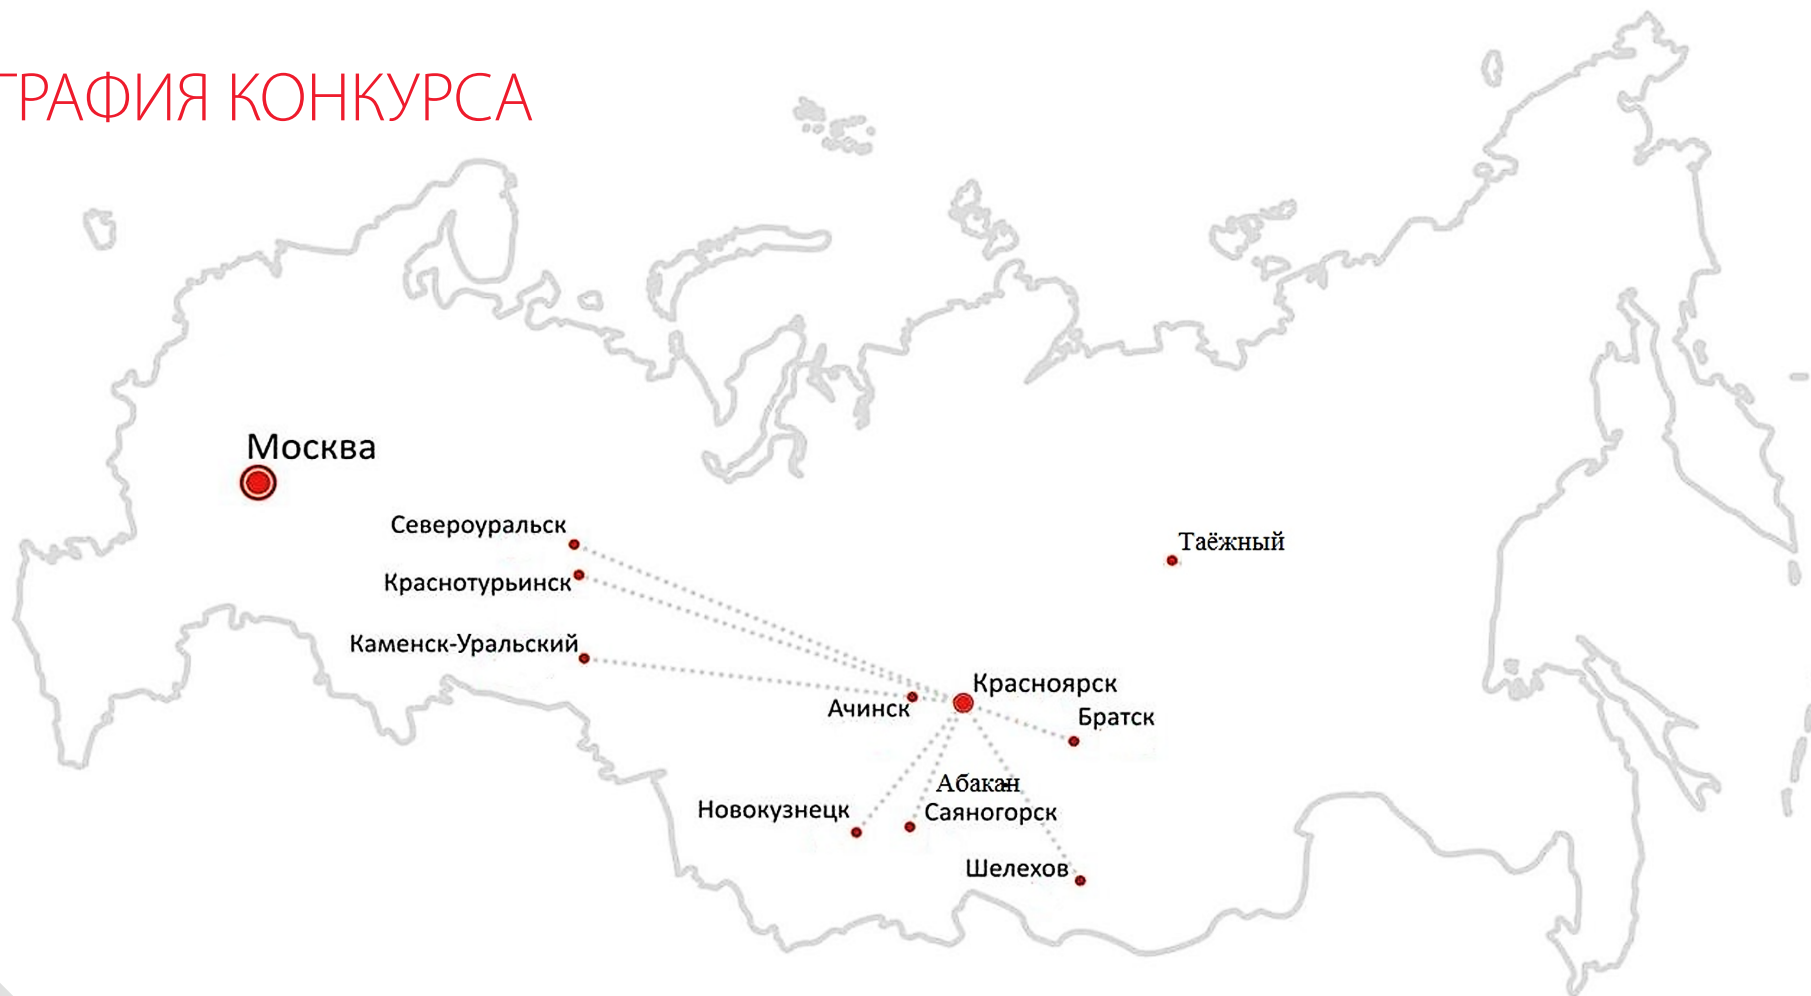 ГРАФИЯ КОНКУРСА
Москва
Североуральск
Таёжный
Краснотурьинск
Каменск-Уральский
Красноярск
Ачинск
Братск
Абакан
Новокузнецк
Саяногорск
Шелехов